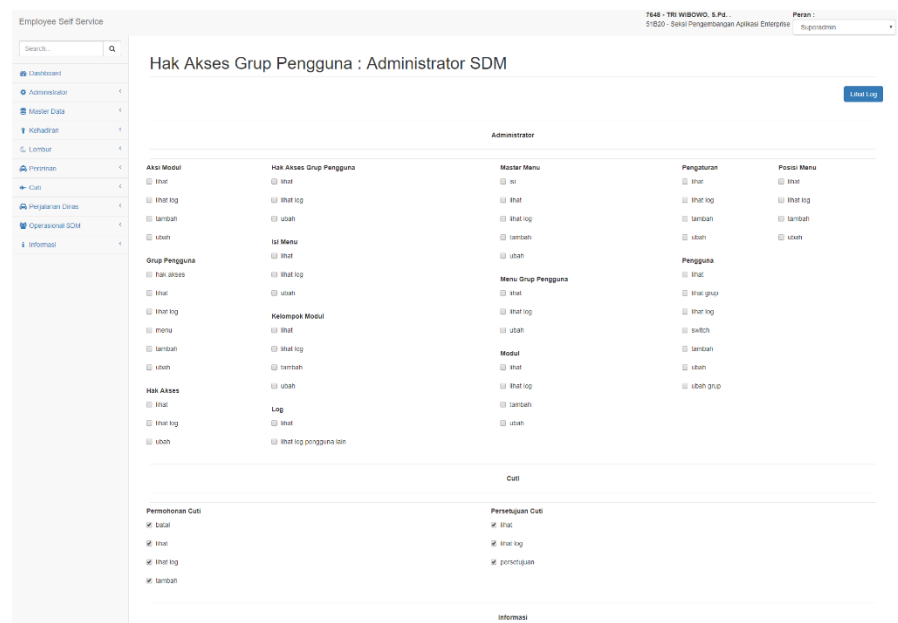 Employee Self Service
7648 - TRI WIBOWO, S.Pd. .
51B20 - Seksi Pengembangan Aplikasi Enterprise
Peran :
Superadmin
Search..
Dashboard
Administrator
Master Data
Kehadiran
Lembur
Perizinan
Cuti
Perjalanan Dinas
Operasional SDM
Informasi
Hak Akses Grup Pengguna : Administrator SDM
Lihat Log
Administrator
Aksi Modul
lihat
lihat log
tambah
ubah
Grup Pengguna
hak akses
lihat
lihat log
menu
tambah
ubah
Hak Akses
lihat
lihat log
ubah
Hak Akses Grup Pengguna
lihat
lihat log
ubah
Isi Menu
lihat
lihat log
ubah
Kelompok Modul
lihat
lihat log
tambah
ubah
Log
lihat
lihat log pengguna lain
Master Menu
isi
lihat
lihat log
tambah
ubah
Menu Grup Pengguna
lihat
lihat log
ubah
Modul
lihat
lihat log
tambah
ubah
Pengaturan
lihat
lihat log
tambah
ubah
Pengguna
lihat
lihat grup
lihat log
switch
tambah
ubah
ubah grup
Posisi Menu
lihat
lihat log
tambah
ubah
Cuti
Permohonan Cuti
batal
lihat
lihat log
tambah
Persetujuan Cuti
lihat
lihat log
persetujuan
Informasi